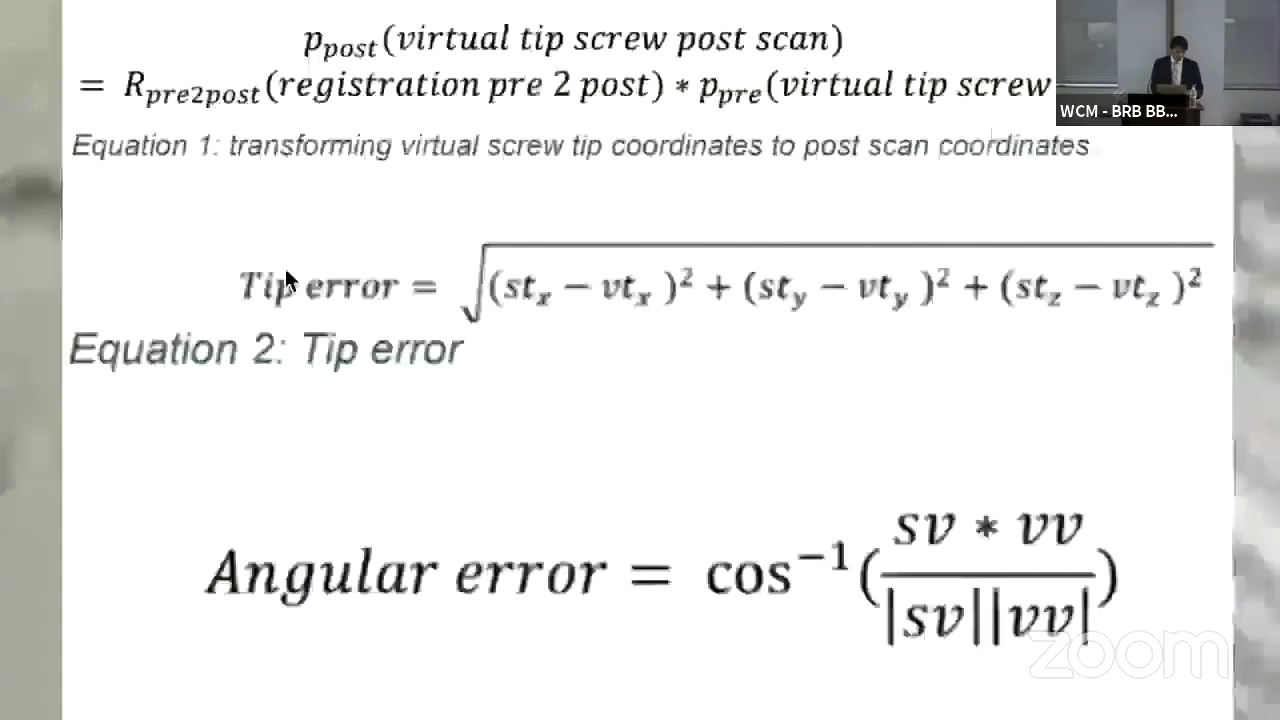 p_post(virtual tip screw post scan)
= R_pre2post(registration pre 2 post) * p_pre(virtual tip screw
WCM - BRB BB...
Equation 1: transforming virtual screw tip coordinates to post scan coordinates
Tip error = √((st_x − vt_x)² + (st_y − vt_y)² + (st_z − vt_z)²)
Equation 2: Tip error
Angular error = cos⁻¹(sv * vv / |sv||vv|)
zoom